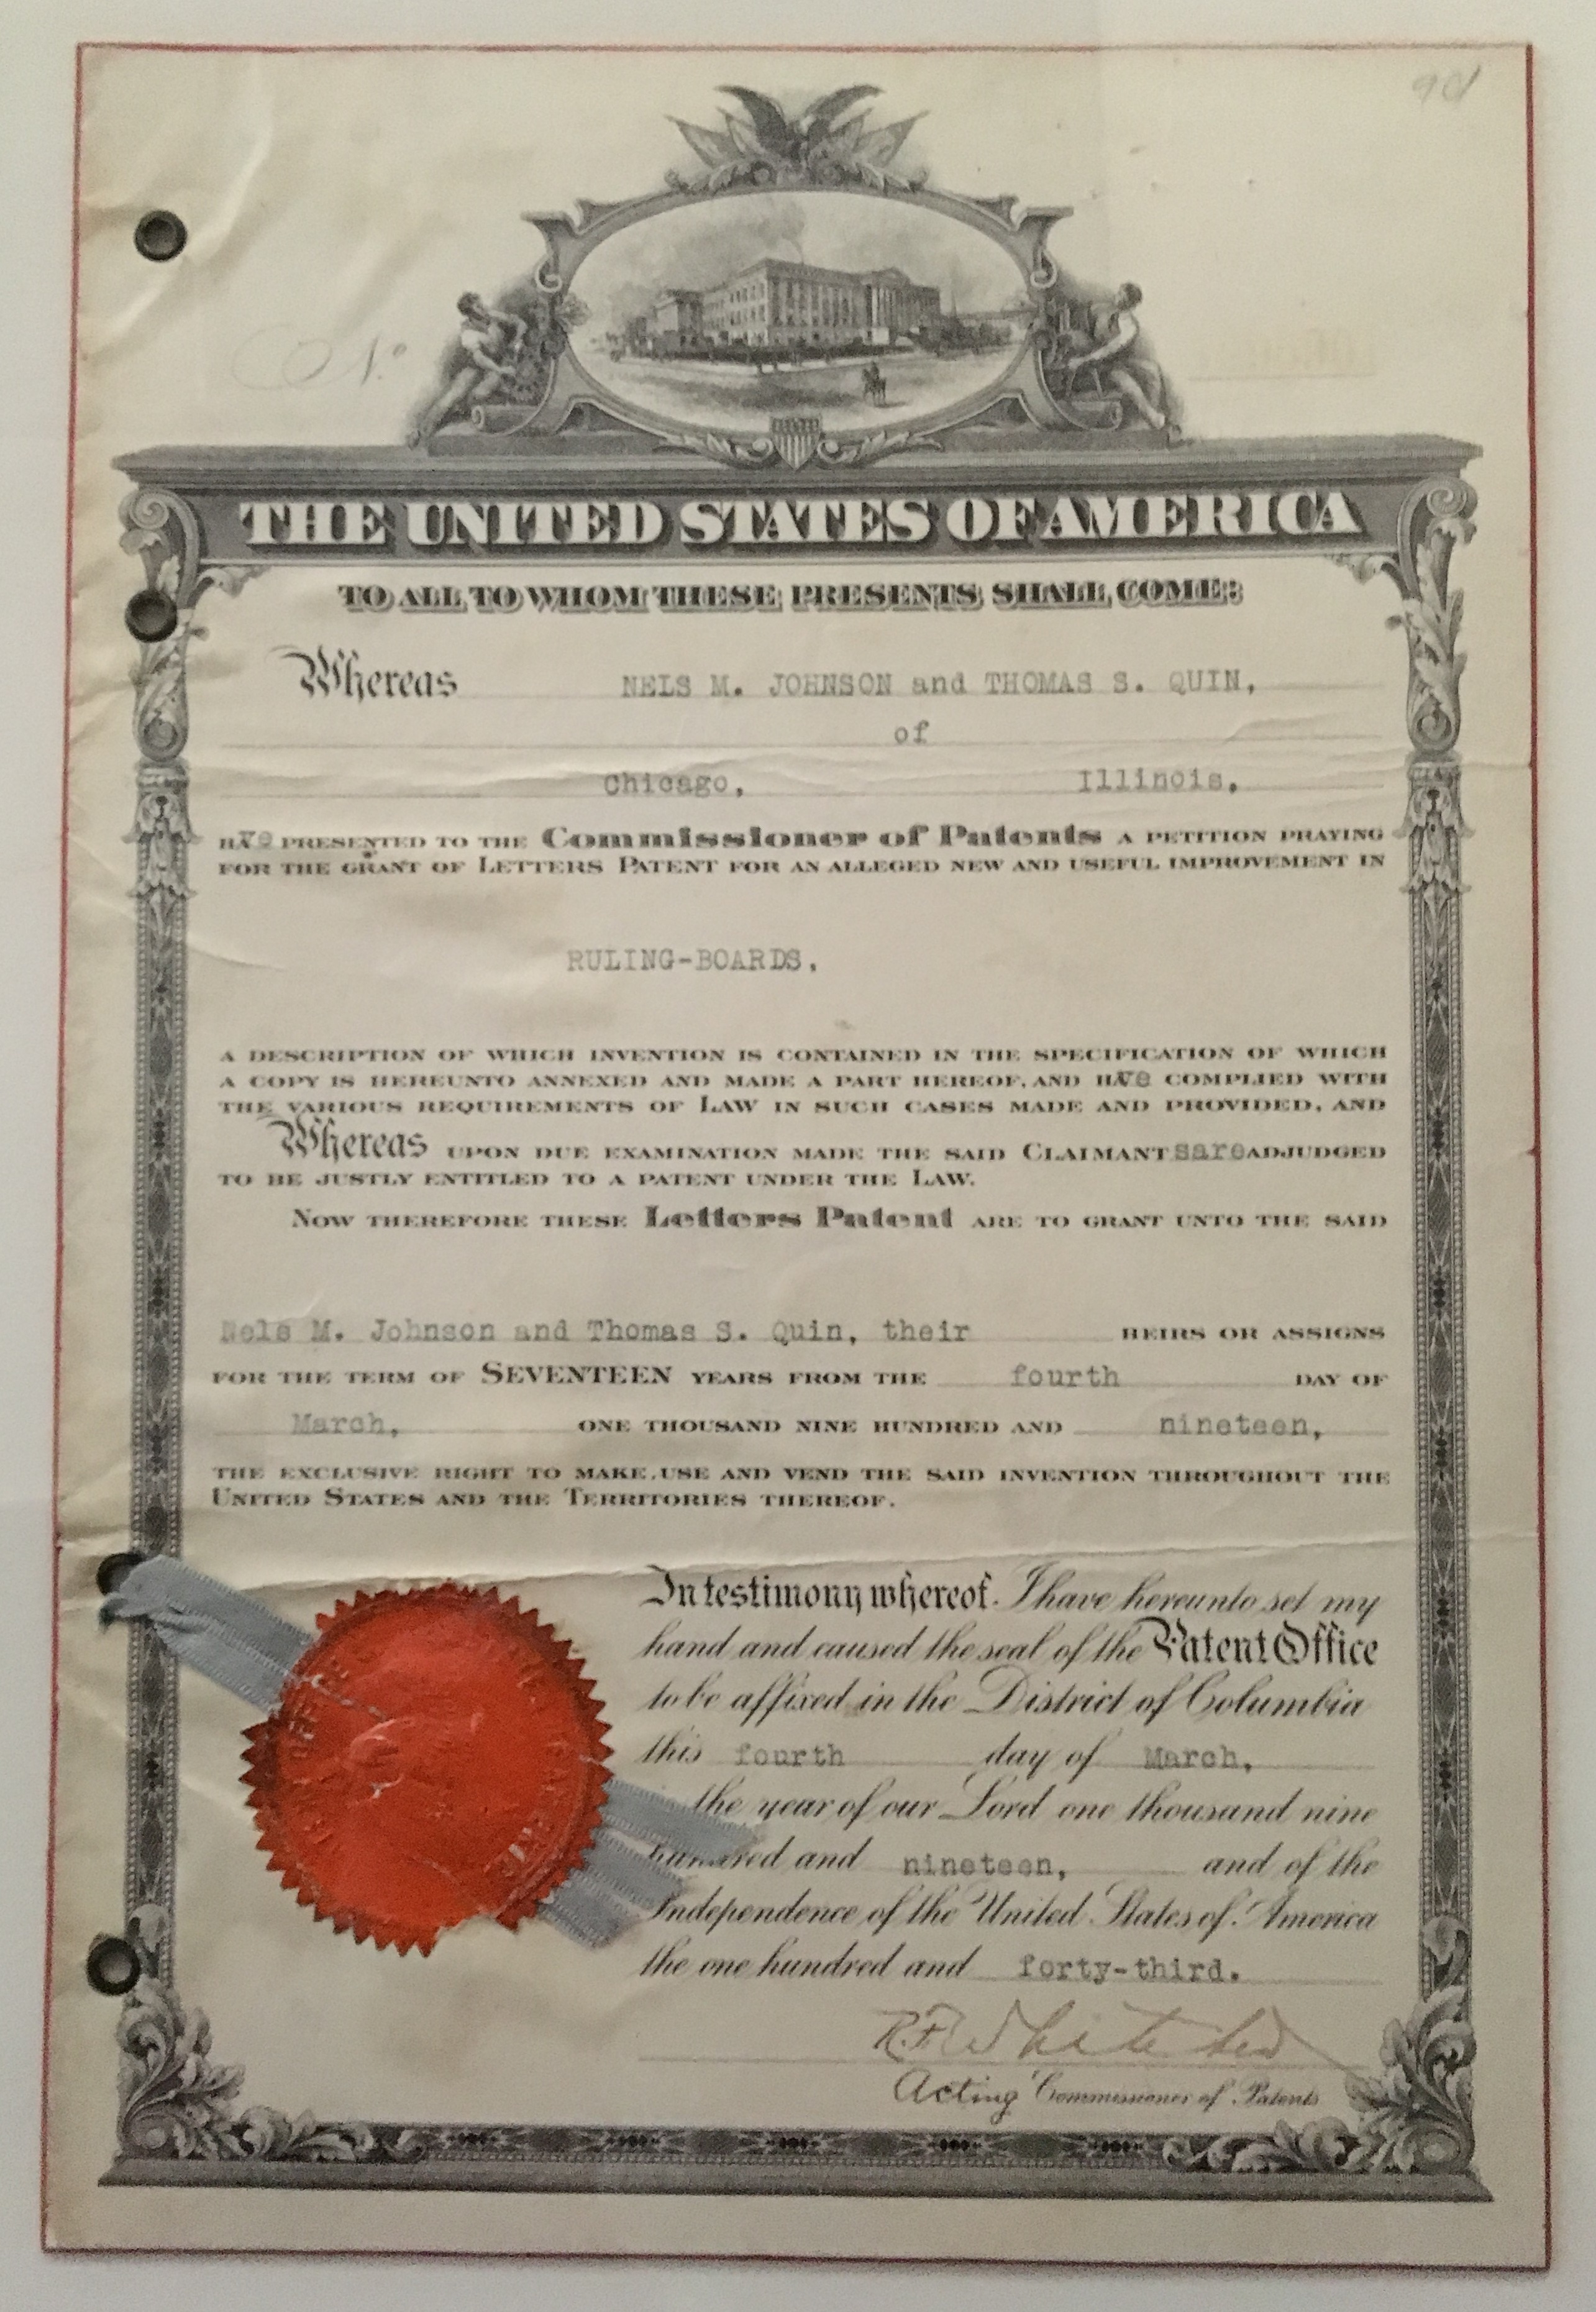 9d
No.
THE UNITED STATES OF AMERICA
TO ALL TO WHOM THESE PRESENTS SHALL COME:
Whereas NELS M. JOHNSON and THOMAS S. QUIN,
of
Chicago, Illinois.
HAve PRESENTED TO THE Commissioner of Patents A PETITION PRAYING
FOR THE GRANT OF LETTERS PATENT FOR AN ALLEGED NEW AND USEFUL IMPROVEMENT IN
RULING-BOARDS,
A DESCRIPTION OF WHICH INVENTION IS CONTAINED IN THE SPECIFICATION OF WHICH
A COPY IS HEREUNTO ANNEXED AND MADE A PART HEREOF, AND HAve COMPLIED WITH
THE VARIOUS REQUIREMENTS OF LAW IN SUCH CASES MADE AND PROVIDED, AND
Whereas UPON DUE EXAMINATION MADE THE SAID CLAIMANTs are ADJUDGED
TO BE JUSTLY ENTITLED TO A PATENT UNDER THE LAW.
NOW THEREFORE THESE Letters Patent ARE TO GRANT UNTO THE SAID
Nels M. Johnson and Thomas S. Quin, their HEIRS OR ASSIGNS
FOR THE TERM OF SEVENTEEN YEARS FROM THE fourth DAY OF
March, ONE THOUSAND NINE HUNDRED AND nineteen,
THE EXCLUSIVE RIGHT TO MAKE, USE AND VEND THE SAID INVENTION THROUGHOUT THE
UNITED STATES AND THE TERRITORIES THEREOF.
In testimony whereof, I have hereunto set my
hand and caused the seal of the Patent Office
to be affixed in the District of Columbia
this fourth day of March,
the year of our Lord one thousand nine
hundred and nineteen, and of the
Independence of the United States of America
the one hundred and forty-third.
R.F. Whitehead
Acting Commissioner of Patents